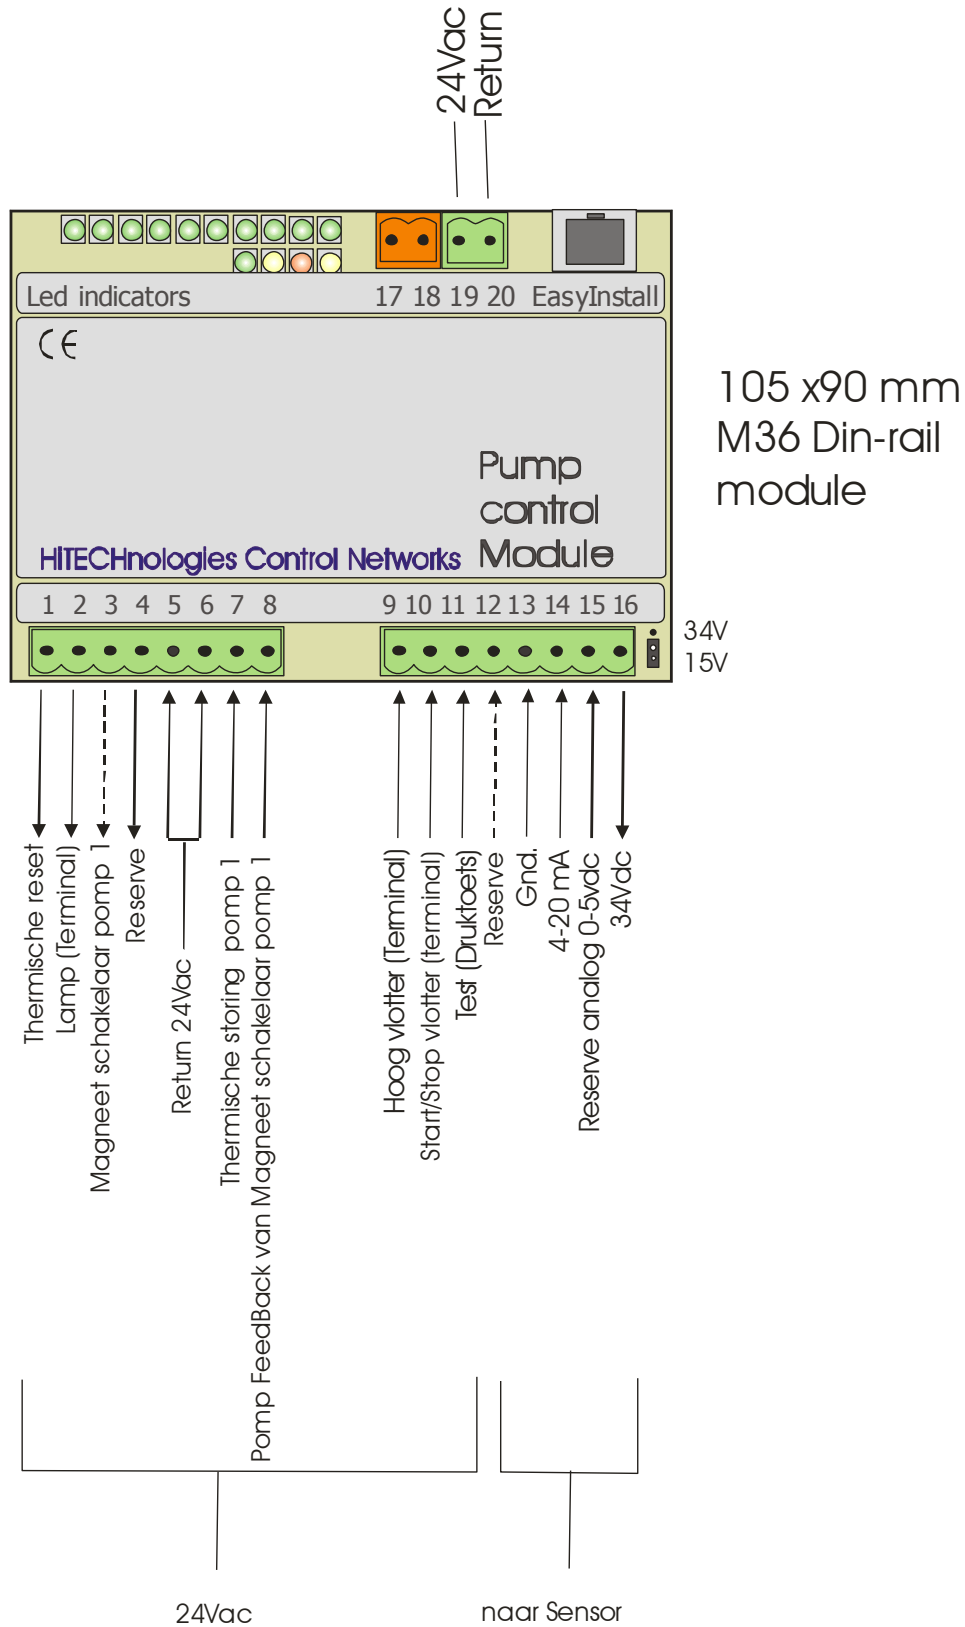 24Vac
Return
Led indicators
17 18 19 20 EasyInstall
CE
105 x90 mm
M36 Din-rail
module
Pump
control
Module
HiTECHnologies Control Networks
1 2 3 4 5 6 7 8
9 10 11 12 13 14 15 16
34V
15V
Thermische reset
Lamp (Terminal)
Magneet schakelaar pomp 1
Reserve
Return 24Vac
Thermische storing pomp 1
Pomp FeedBack van Magneet schakelaar pomp 1
Hoog vlotter (Terminal)
Start/Stop vlotter (terminal)
Test (Druktoets)
Reserve
Gnd.
4-20 mA
Reserve analog 0-5vdc
34Vdc
24Vac
naar Sensor